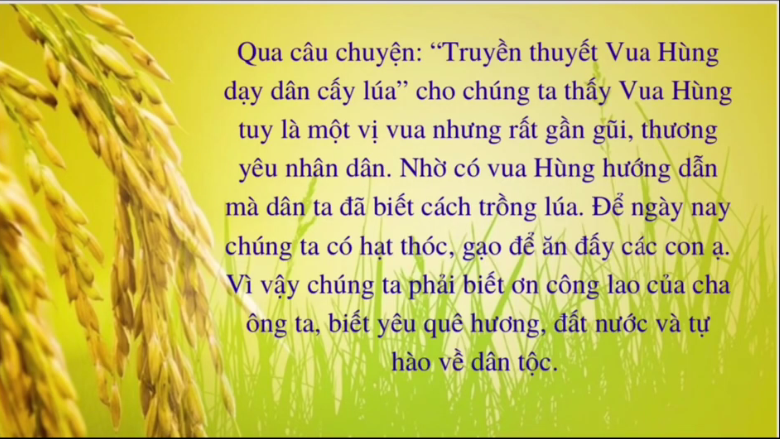 Qua câu chuyện: “Truyền thuyết Vua Hùng
dạy dân cấy lúa” cho chúng ta thấy Vua Hùng
tuy là một vị vua nhưng rất gần gũi, thương
yêu nhân dân. Nhờ có vua Hùng hướng dẫn
mà dân ta đã biết cách trồng lúa. Để ngày nay
chúng ta có hạt thóc, gạo để ăn đấy các con ạ.
Vì vậy chúng ta phải biết ơn công lao của cha
ông ta, biết yêu quê hương, đất nước và tự
hào về dân tộc.